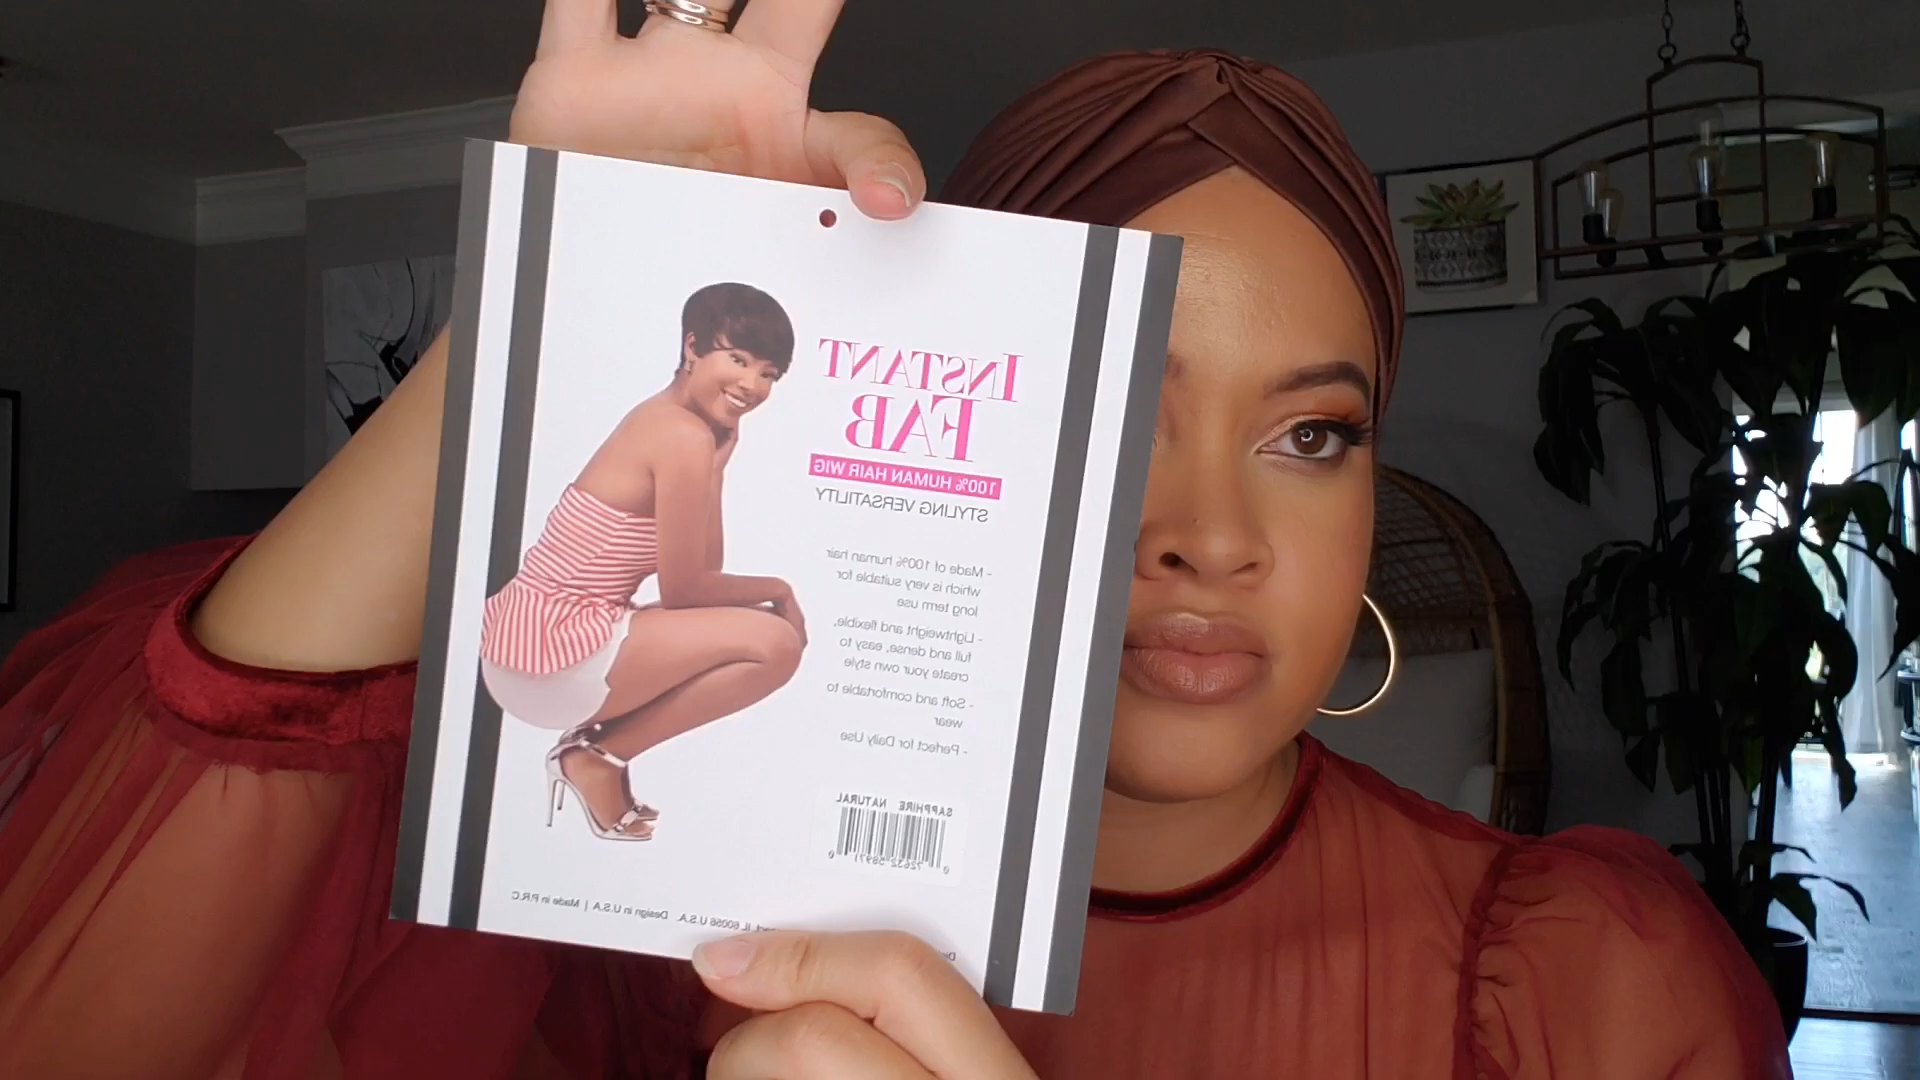 INSTANT
FAB
100% HUMAN HAIR WIG
STYLING VERSATILITY
- Made of 100% human hair
which is very suitable for
long term use
- Lightweight and flexible,
full and dense, easy to
create your own style
- Soft and comfortable to
wear
- Perfect for Daily Use
SAPPHIRE NATURAL
IL 60056 U.S.A. Design in U.S.A | Made in P.R.C